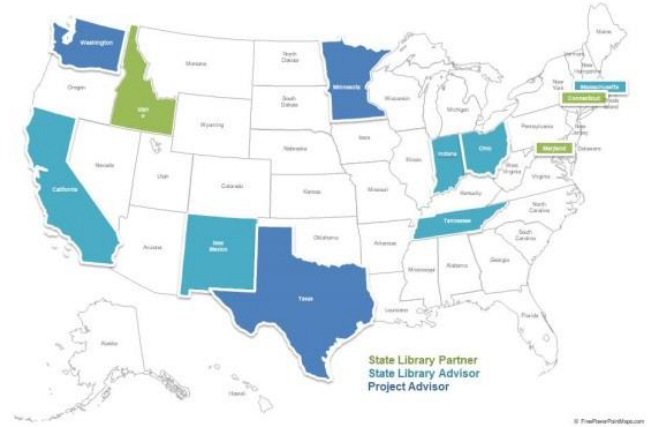 Maine
Washington
Montana
North
Dakota
Minnesota
Vermont
New
Hampshire
Massachusetts
Connecticut
Oregon
Idaho
South
Dakota
Wisconsin
Michigan
New
York
Wyoming
Iowa
Pennsylvania
New
Jersey
Maryland
Delaware
Nebraska
Illinois
Indiana
Ohio
West
Virginia
Virginia
Nevada
Utah
Colorado
Kansas
Missouri
Kentucky
California
North
Carolina
Tennessee
South
Carolina
Arizona
New
Mexico
Oklahoma
Arkansas
Mississippi
Alabama
Georgia
Texas
Louisiana
Florida
Alaska
Hawaii
State Library Partner
State Library Advisor
Project Advisor
© FreePowerPointMaps.com